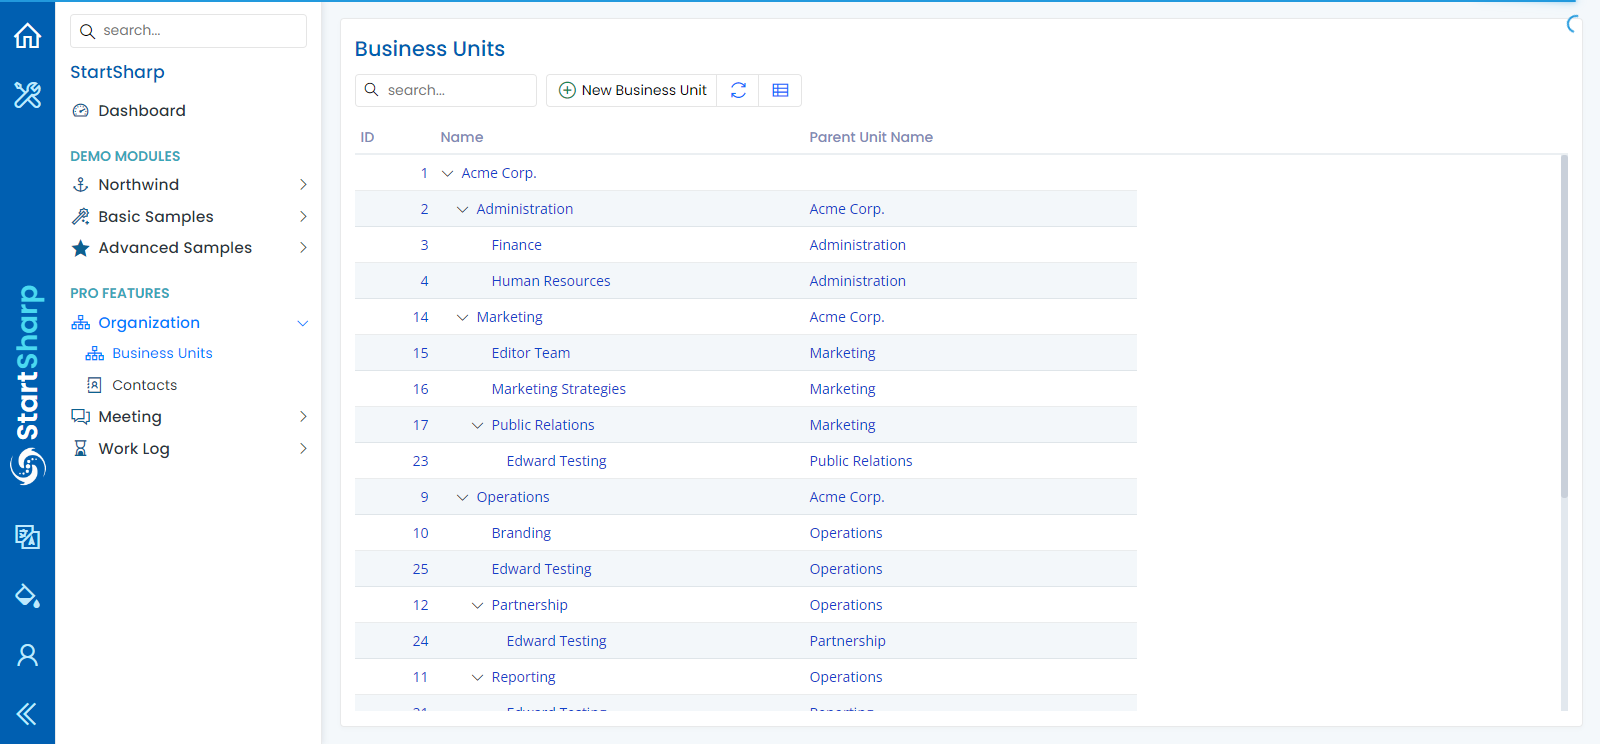 search...
StartSharp
Dashboard
DEMO MODULES
Northwind
Basic Samples
Advanced Samples
PRO FEATURES
Organization
Business Units
Contacts
Meeting
Work Log
StartSharp
Business Units
search...
New Business Unit
ID Name Parent Unit Name
1 Acme Corp.
2 Administration Acme Corp.
3 Finance Administration
4 Human Resources Administration
14 Marketing Acme Corp.
15 Editor Team Marketing
16 Marketing Strategies Marketing
17 Public Relations Marketing
23 Edward Testing Public Relations
9 Operations Acme Corp.
10 Branding Operations
25 Edward Testing Operations
12 Partnership Operations
24 Edward Testing Partnership
11 Reporting Operations
21 Edward Testing Reporting